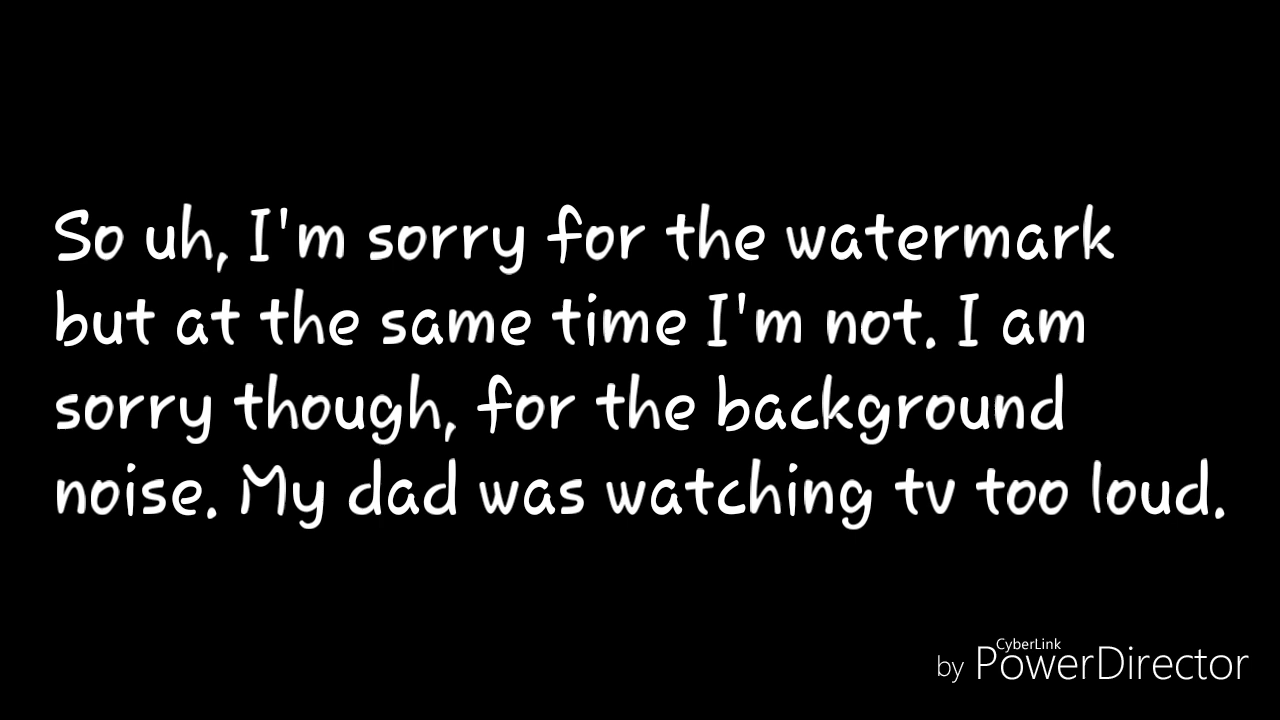 So uh, I'm sorry for the watermark
but at the same time I'm not. I am
sorry though, for the background
noise. My dad was watching tv too loud.
CyberLink
by PowerDirector